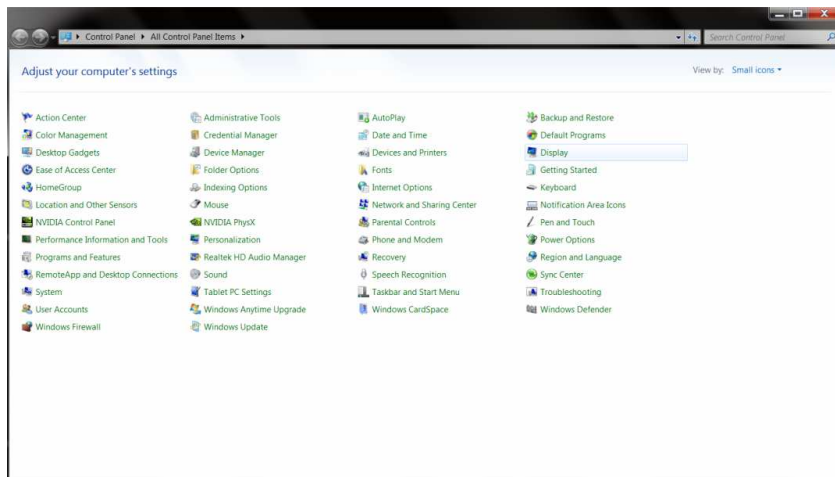 Control Panel All Control Panel Items Search Control Panel
Adjust your computer's settings View by: Small icons
Action Center Administrative Tools AutoPlay Backup and Restore
Color Management Credential Manager Date and Time Default Programs
Desktop Gadgets Device Manager Devices and Printers Display
Ease of Access Center Folder Options Fonts Getting Started
HomeGroup Indexing Options Internet Options Keyboard
Location and Other Sensors Mouse Network and Sharing Center Notification Area Icons
NVIDIA Control Panel NVIDIA PhysX Parental Controls Pen and Touch
Performance Information and Tools Personalization Phone and Modem Power Options
Programs and Features Realtek HD Audio Manager Recovery Region and Language
RemoteApp and Desktop Connections Sound Speech Recognition Sync Center
System Tablet PC Settings Taskbar and Start Menu Troubleshooting
User Accounts Windows Anytime Upgrade Windows CardSpace Windows Defender
Windows Firewall Windows Update